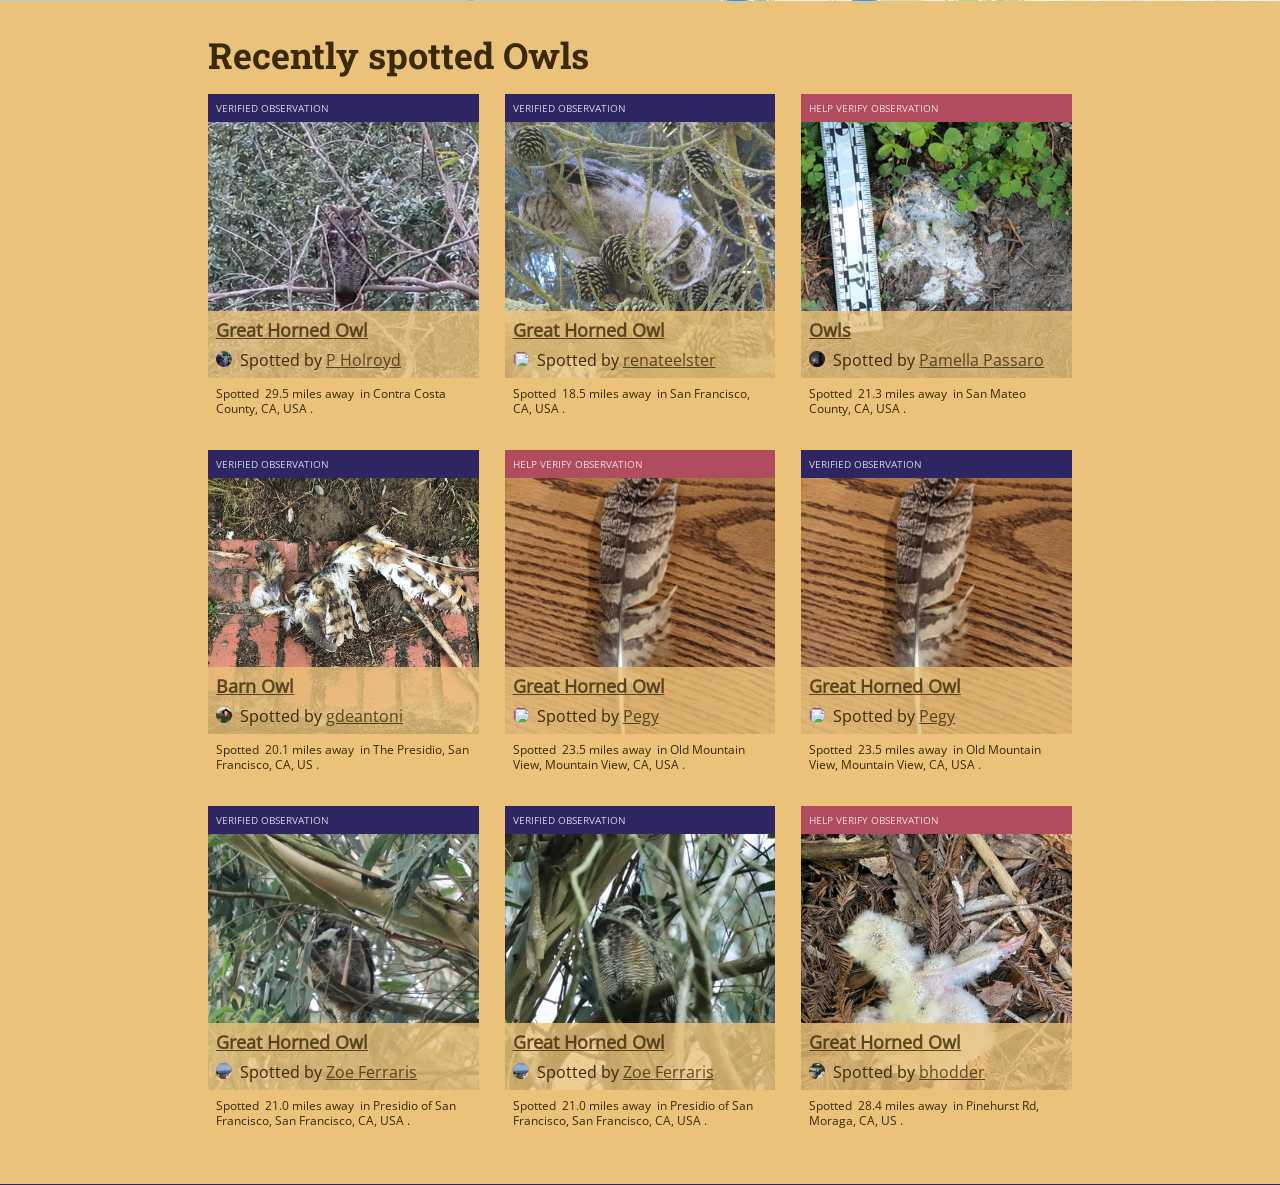 Recently spotted Owls
VERIFIED OBSERVATION
Great Horned Owl
Spotted by P Holroyd
Spotted 29.5 miles away in Contra Costa
County, CA, USA .
VERIFIED OBSERVATION
Great Horned Owl
Spotted by renateelster
Spotted 18.5 miles away in San Francisco,
CA, USA .
HELP VERIFY OBSERVATION
Owls
Spotted by Pamella Passaro
Spotted 21.3 miles away in San Mateo
County, CA, USA .
VERIFIED OBSERVATION
Barn Owl
Spotted by gdeantoni
Spotted 20.1 miles away in The Presidio, San
Francisco, CA, US .
HELP VERIFY OBSERVATION
Great Horned Owl
Spotted by Pegy
Spotted 23.5 miles away in Old Mountain
View, Mountain View, CA, USA .
VERIFIED OBSERVATION
Great Horned Owl
Spotted by Pegy
Spotted 23.5 miles away in Old Mountain
View, Mountain View, CA, USA .
VERIFIED OBSERVATION
Great Horned Owl
Spotted by Zoe Ferraris
Spotted 21.0 miles away in Presidio of San
Francisco, San Francisco, CA, USA .
VERIFIED OBSERVATION
Great Horned Owl
Spotted by Zoe Ferraris
Spotted 21.0 miles away in Presidio of San
Francisco, San Francisco, CA, USA .
HELP VERIFY OBSERVATION
Great Horned Owl
Spotted by bhodder
Spotted 28.4 miles away in Pinehurst Rd,
Moraga, CA, US .